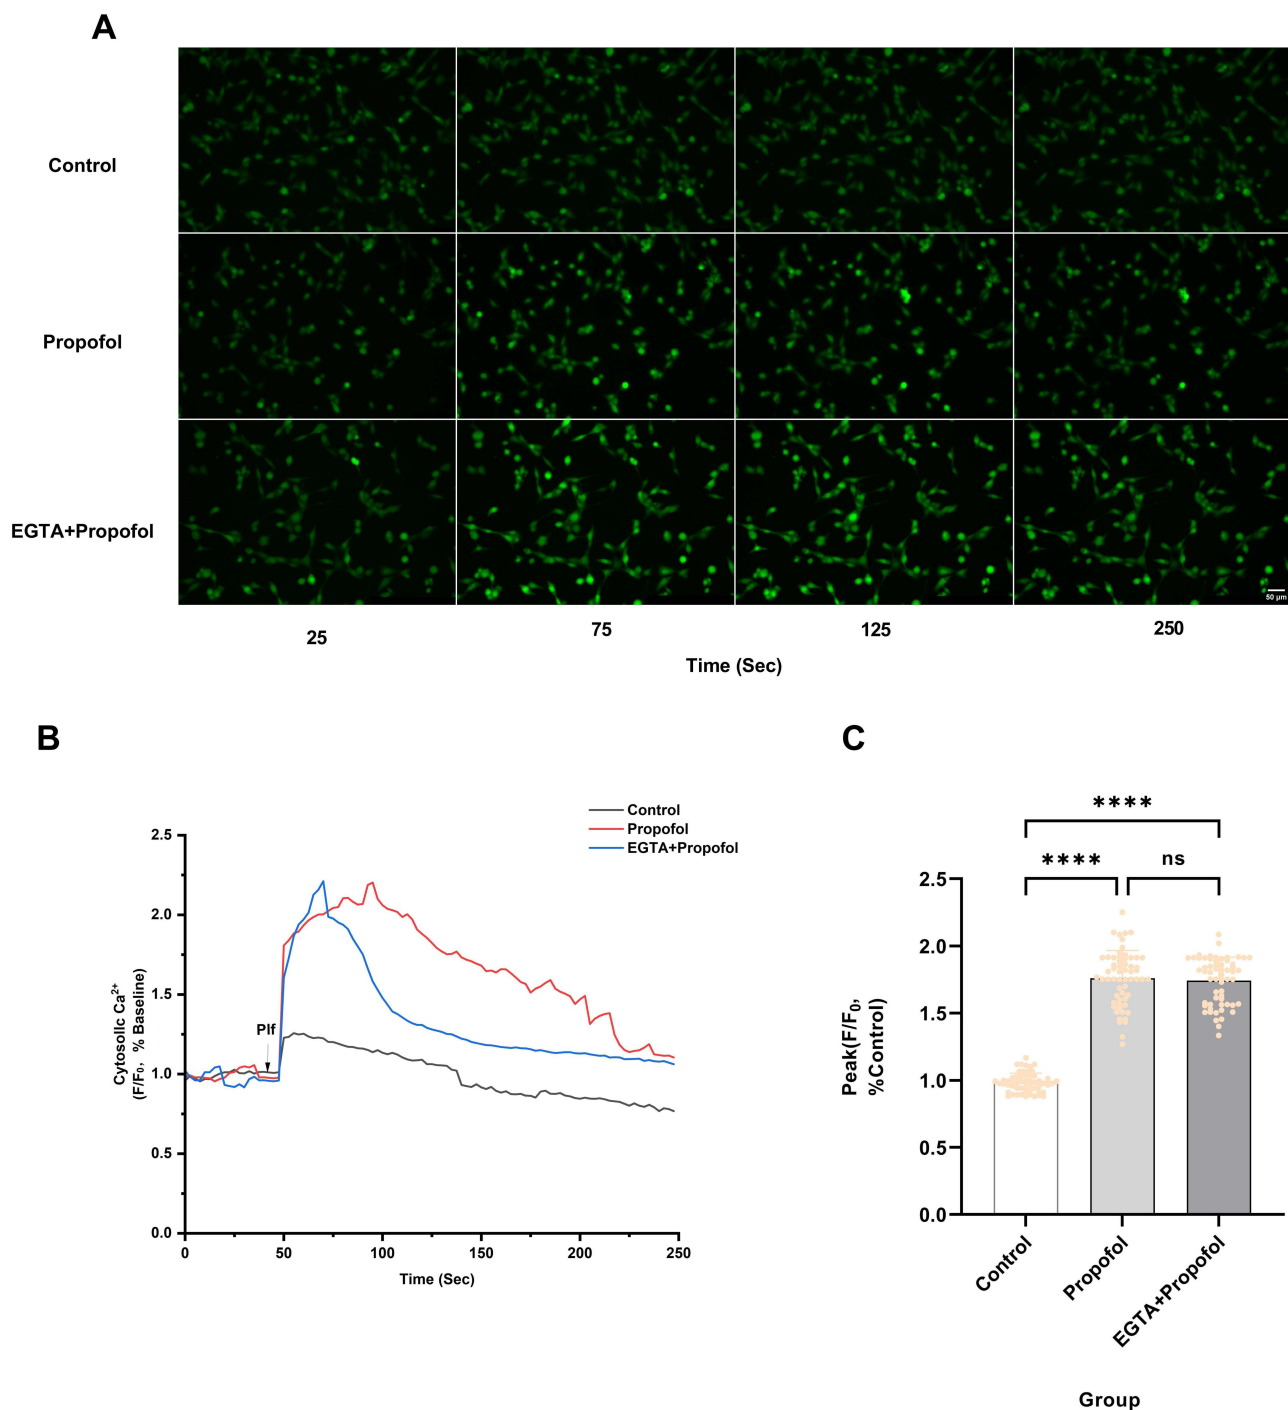 A
Control
Propofol
EGTA+Propofol
50 μm
25 75 125 250
Time (Sec)
B
Control
Propofol
EGTA+Propofol
Cytosolic Ca²⁺
(F/F₀, % Baseline)
2.5
2.0
1.5
1.0
0.5
0.0
Plf
0 50 100 150 200 250
Time (Sec)
C
****
**** ns
Peak(F/F₀,
%Control)
2.5
2.0
1.5
1.0
0.5
0.0
Control
Propofol
EGTA+Propofol
Group